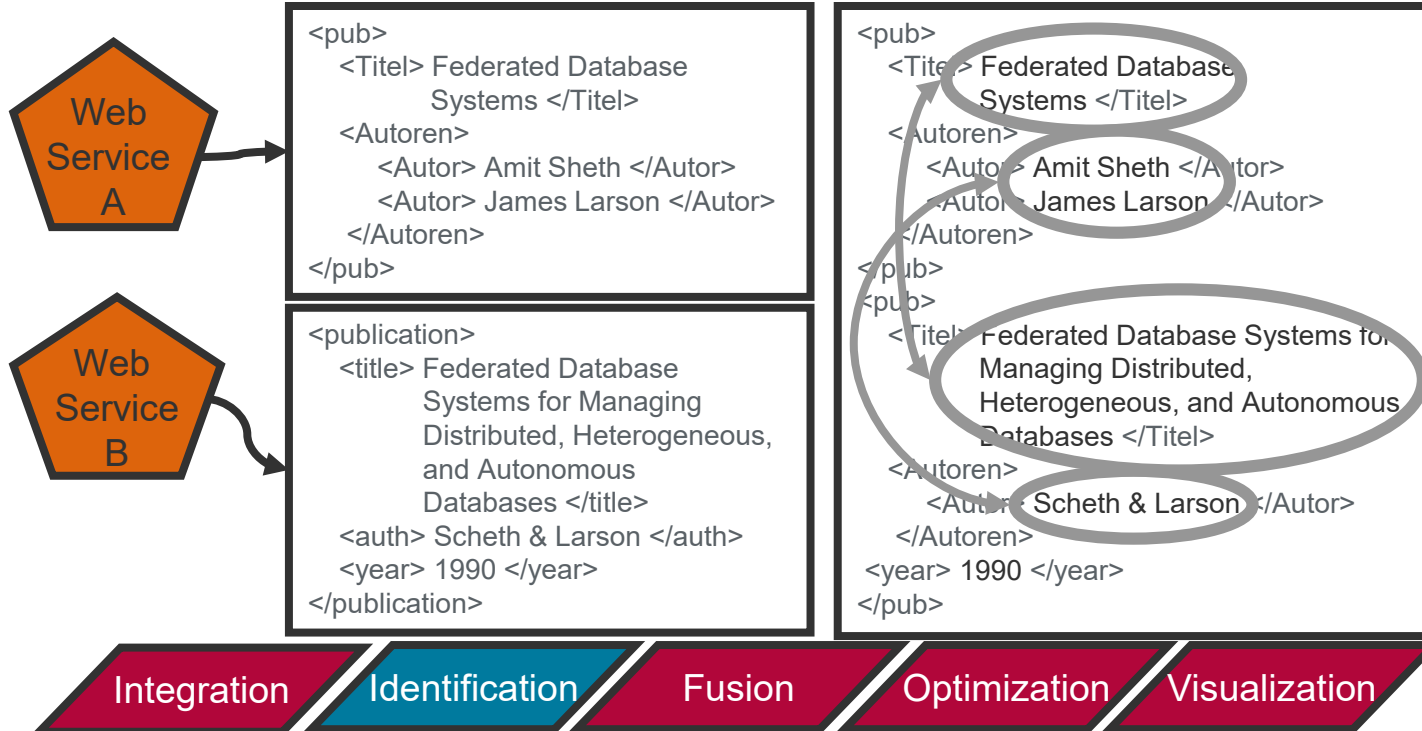 Web
Service
A
<pub>
<Titel> Federated Database
Systems </Titel>
<Autoren>
<Autor> Amit Sheth </Autor>
<Autor> James Larson </Autor>
</Autoren>
</pub>
Web
Service
B
<publication>
<title> Federated Database
Systems for Managing
Distributed, Heterogeneous,
and Autonomous
Databases </title>
<auth> Scheth & Larson </auth>
<year> 1990 </year>
</publication>
<pub>
<Titel> Federated Database
Systems </Titel>
<Autoren>
<Autor> Amit Sheth </Autor>
<Autor> James Larson </Autor>
</Autoren>
</pub>
<pub>
<Titel> Federated Database Systems for
Managing Distributed,
Heterogeneous, and Autonomous
Databases </Titel>
<Autoren>
<Autor> Scheth & Larson </Autor>
</Autoren>
<year> 1990 </year>
</pub>
Integration
Identification
Fusion
Optimization
Visualization